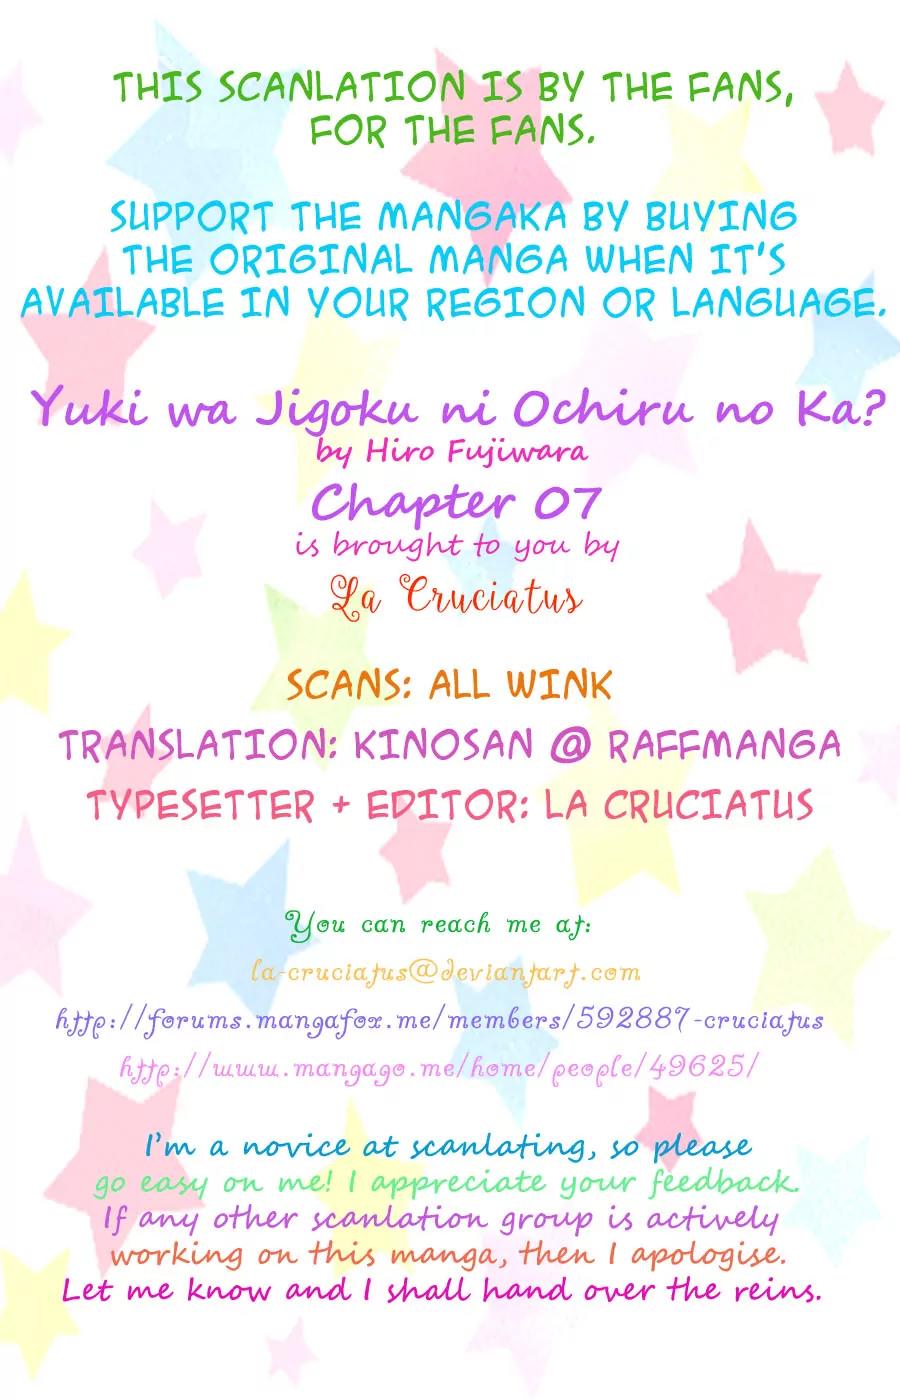 THIS SCANLATION IS BY THE FANS,
FOR THE FANS.
SUPPORT THE MANGAKA BY BUYING
THE ORIGINAL MANGA WHEN IT'S
AVAILABLE IN YOUR REGION OR LANGUAGE.
Yuki wa Jigoku ni Ochiru no Ka?
by Hiro Fujiwara
Chapter 07
is brought to you by
La Cruciatus
SCANS: ALL WINK
TRANSLATION: KINOSAN @ RAFFMANGA
TYPESETTER + EDITOR: LA CRUCIATUS
You can reach me at:
la-cruciatus@deviantart.com
http://forums.mangafox.me/members/592887-cruciatus
http://www.mangago.me/home/people/49625/
I'm a novice at scanlating, so please
go easy on me! I appreciate your feedback.
If any other scanlation group is actively
working on this manga, then I apologise.
Let me know and I shall hand over the reins.